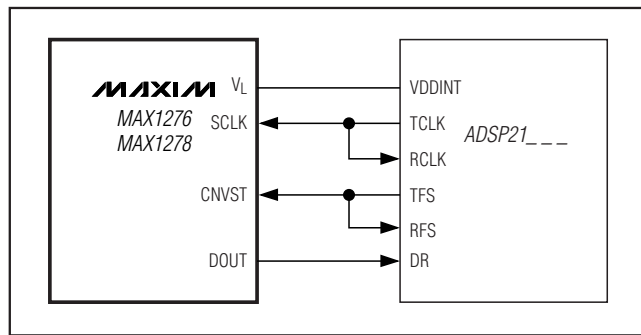 MAXIM
MAX1276
MAX1278
VL
SCLK
CNVST
DOUT
VDDINT
TCLK
RCLK
TFS
RFS
DR
ADSP21_ _ _